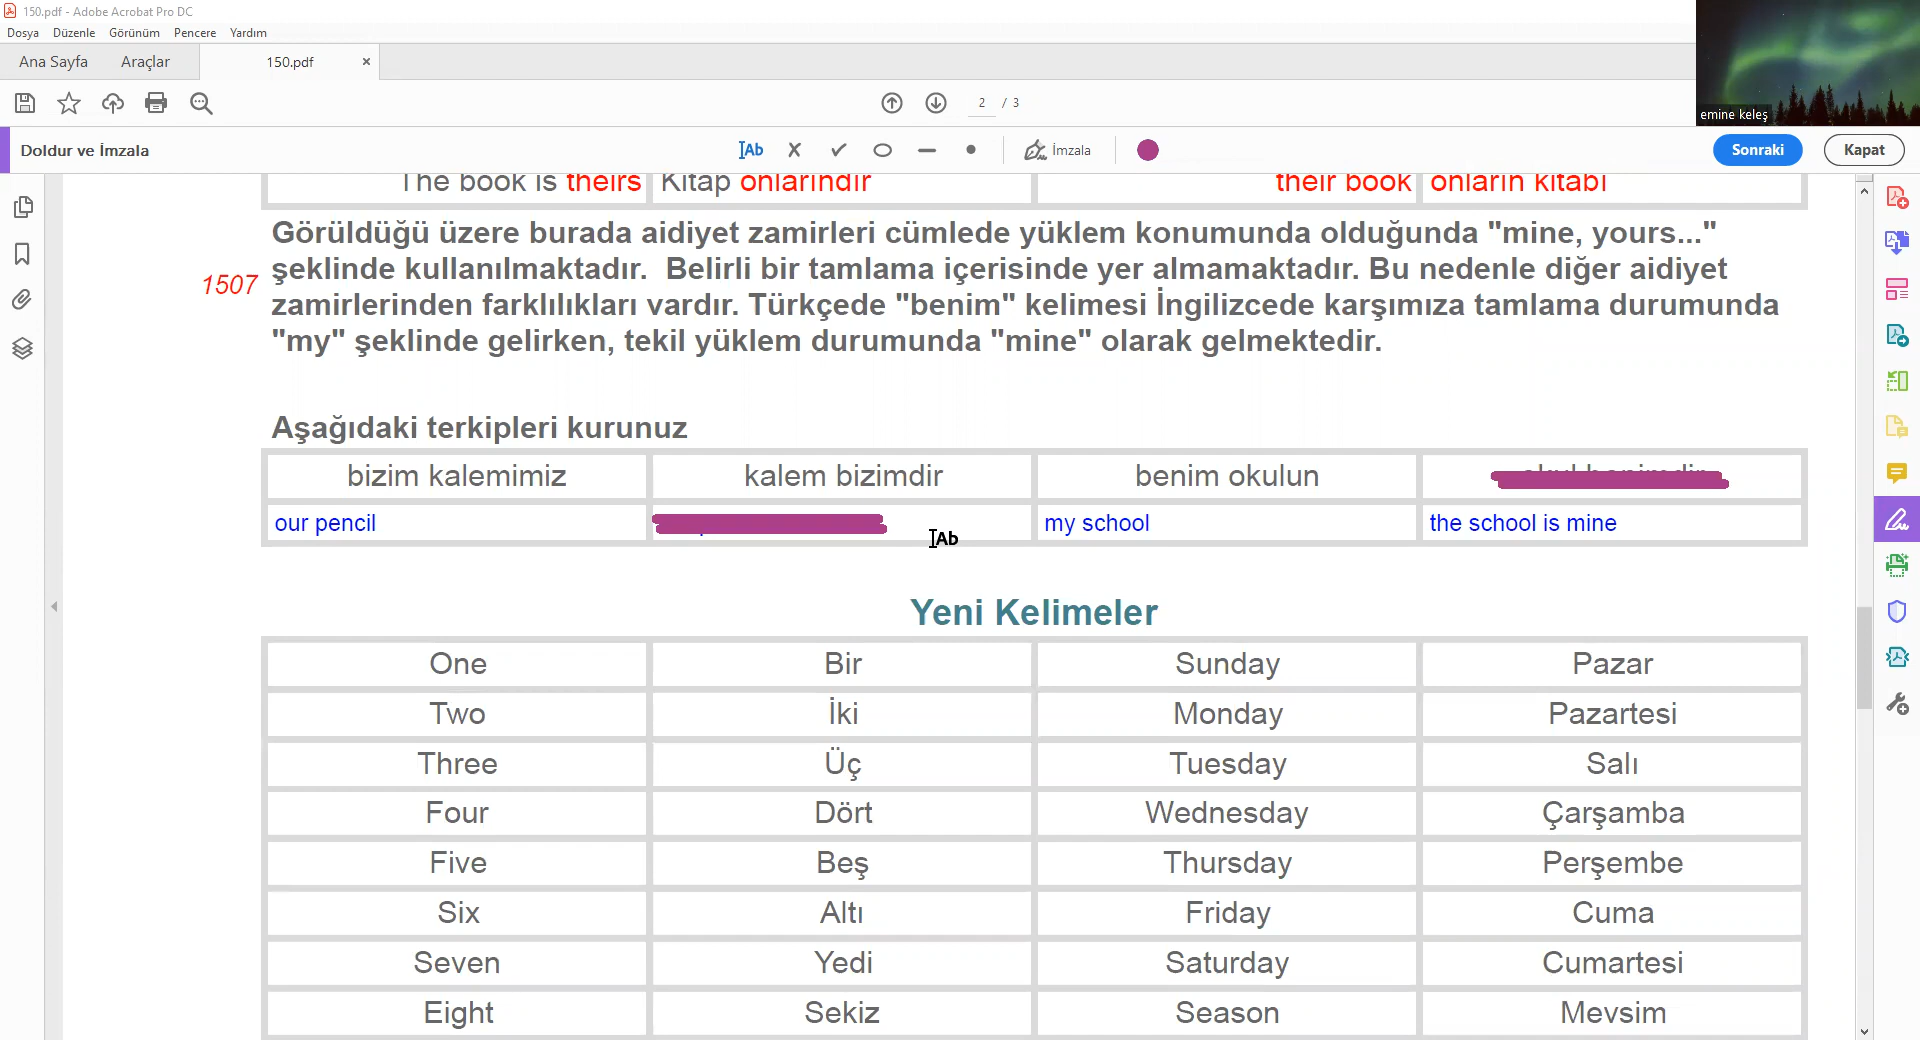 150.pdf - Adobe Acrobat Pro DC
Dosya Düzenle Görünüm Pencere Yardım
Ana Sayfa Araçlar 150.pdf ×
2 / 3
emine keleş
Doldur ve İmzala
Ab İmzala
Sonraki Kapat
The book is theirs Kitap onlarındır their book onların kitabı
Görüldüğü üzere burada aidiyet zamirleri cümlede yüklem konumunda olduğunda "mine, yours..."
1507 şeklinde kullanılmaktadır. Belirli bir tamlama içerisinde yer almamaktadır. Bu nedenle diğer aidiyet
zamirlerinden farklılıkları vardır. Türkçede "benim" kelimesi İngilizcede karşımıza tamlama durumunda
"my" şeklinde gelirken, tekil yüklem durumunda "mine" olarak gelmektedir.
Aşağıdaki terkipleri kurunuz
bizim kalemimiz kalem bizimdir benim okulun
our pencil my school the school is mine
Ab
Yeni Kelimeler
One Bir Sunday Pazar
Two İki Monday Pazartesi
Three Üç Tuesday Salı
Four Dört Wednesday Çarşamba
Five Beş Thursday Perşembe
Six Altı Friday Cuma
Seven Yedi Saturday Cumartesi
Eight Sekiz Season Mevsim